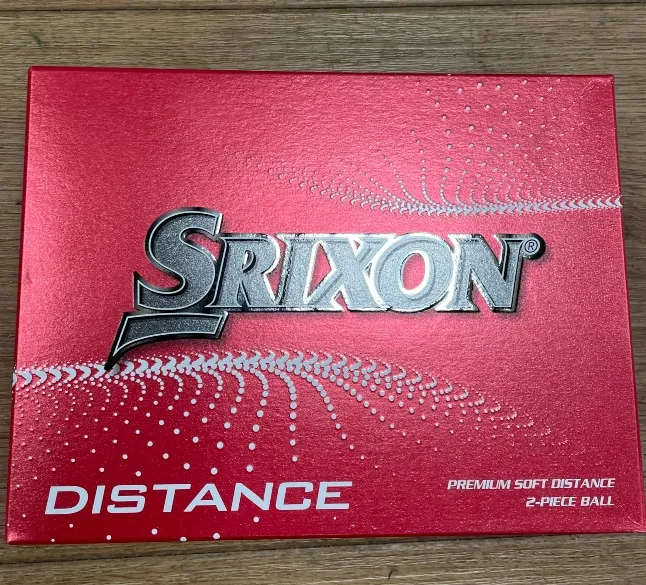 SRIXON®
DISTANCE
PREMIUM SOFT DISTANCE
2-PIECE BALL